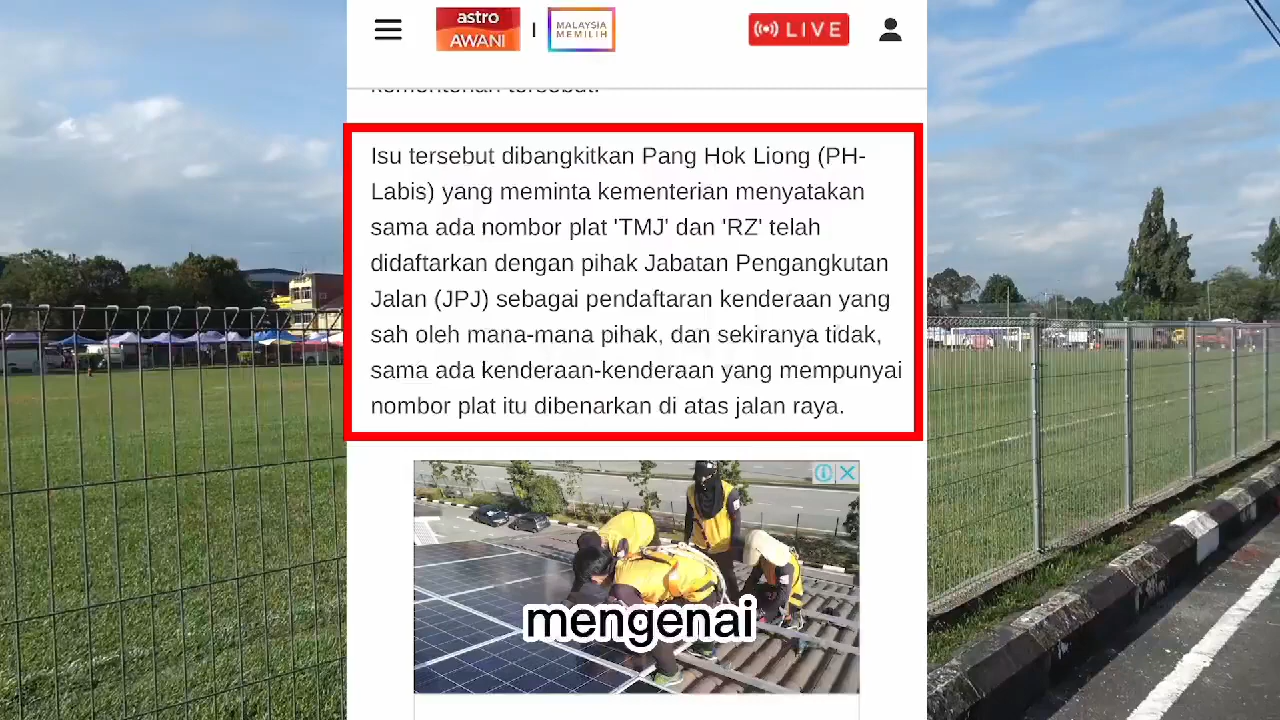 astro
AWANI
MALAYSIA
MEMILIH
LIVE
kementerian tersebut.
Isu tersebut dibangkitkan Pang Hok Liong (PH-
Labis) yang meminta kementerian menyatakan
sama ada nombor plat 'TMJ' dan 'RZ' telah
didaftarkan dengan pihak Jabatan Pengangkutan
Jalan (JPJ) sebagai pendaftaran kenderaan yang
sah oleh mana-mana pihak, dan sekiranya tidak,
sama ada kenderaan-kenderaan yang mempunyai
nombor plat itu dibenarkan di atas jalan raya.
mengenai